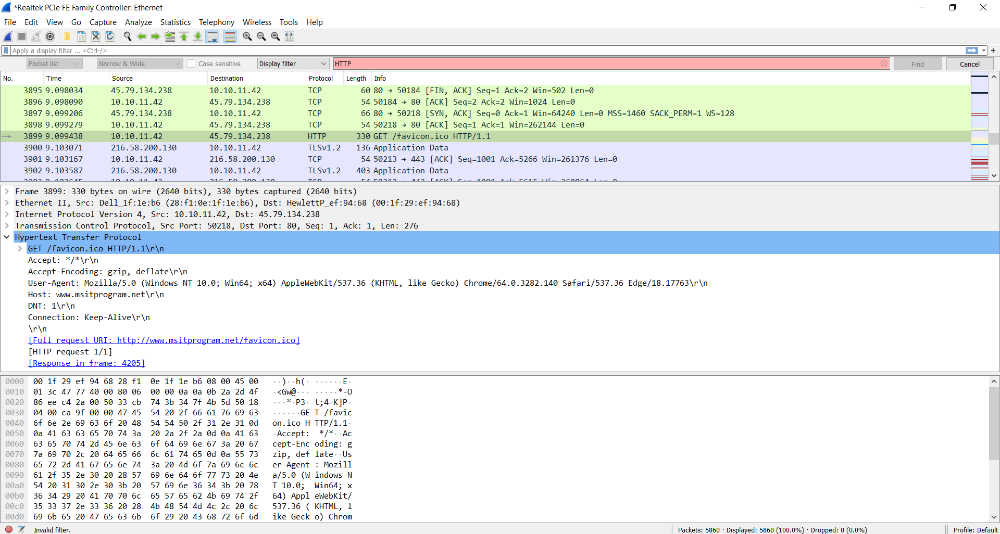 *Realtek PCIe FE Family Controller: Ethernet
File Edit View Go Capture Analyze Statistics Telephony Wireless Tools Help
Apply a display filter ... <Ctrl-/>
Packet list Narrow & Wide Case sensitive Display filter HTTP Find Cancel
No. Time Source Destination Protocol Length Info
3895 9.098034 45.79.134.238 10.10.11.42 TCP 60 80 → 50184 [FIN, ACK] Seq=1 Ack=2 Win=502 Len=0
3896 9.098090 10.10.11.42 45.79.134.238 TCP 54 50184 → 80 [ACK] Seq=2 Ack=2 Win=1024 Len=0
3897 9.099206 45.79.134.238 10.10.11.42 TCP 66 80 → 50218 [SYN, ACK] Seq=0 Ack=1 Win=64240 Len=0 MSS=1460 SACK_PERM=1 WS=128
3898 9.099279 10.10.11.42 45.79.134.238 TCP 54 50218 → 80 [ACK] Seq=1 Ack=1 Win=262144 Len=0
3899 9.099438 10.10.11.42 45.79.134.238 HTTP 330 GET /favicon.ico HTTP/1.1
3900 9.103071 216.58.200.130 10.10.11.42 TLSv1.2 136 Application Data
3901 9.103167 10.10.11.42 216.58.200.130 TCP 54 50213 → 443 [ACK] Seq=1001 Ack=5266 Win=261376 Len=0
3902 9.103587 216.58.200.130 10.10.11.42 TLSv1.2 403 Application Data
Frame 3899: 330 bytes on wire (2640 bits), 330 bytes captured (2640 bits)
Ethernet II, Src: Dell_1f:1e:b6 (28:f1:0e:1f:1e:b6), Dst: HewlettP_ef:94:68 (00:1f:29:ef:94:68)
Internet Protocol Version 4, Src: 10.10.11.42, Dst: 45.79.134.238
Transmission Control Protocol, Src Port: 50218, Dst Port: 80, Seq: 1, Ack: 1, Len: 276
Hypertext Transfer Protocol
GET /favicon.ico HTTP/1.1\r\n
Accept: */*\r\n
Accept-Encoding: gzip, deflate\r\n
User-Agent: Mozilla/5.0 (Windows NT 10.0; Win64; x64) AppleWebKit/537.36 (KHTML, like Gecko) Chrome/64.0.3282.140 Safari/537.36 Edge/18.17763\r\n
Host: www.msitprogram.net\r\n
DNT: 1\r\n
Connection: Keep-Alive\r\n
\r\n
[Full request URI: http://www.msitprogram.net/favicon.ico]
[HTTP request 1/1]
[Response in frame: 4205]
0000 00 1f 29 ef 94 68 28 f1 0e 1f 1e b6 08 00 45 00 ··)··h(· ······E·
0010 01 3c 47 77 40 00 80 06 00 00 0a 0a 0b 2a 2d 4f ·<Gw@··· ·····*-O
0020 86 ee c4 2a 00 50 33 cb 74 3b 34 7f 4b 5d 50 18 ···*·P3· t;4·K]P·
0030 04 00 ca 9f 00 00 47 45 54 20 2f 66 61 76 69 63 ······GE T /favic
0040 6f 6e 2e 69 63 6f 20 48 54 54 50 2f 31 2e 31 0d on.ico H TTP/1.1·
0050 0a 41 63 63 65 70 74 3a 20 2a 2f 2a 0d 0a 41 63 ·Accept: */*··Ac
0060 63 65 70 74 2d 45 6e 63 6f 64 69 6e 67 3a 20 67 cept-Enc oding: g
0070 7a 69 70 2c 20 64 65 66 6c 61 74 65 0d 0a 55 73 zip, def late··Us
0080 65 72 2d 41 67 65 6e 74 3a 20 4d 6f 7a 69 6c 6c er-Agent : Mozill
0090 61 2f 35 2e 30 20 28 57 69 6e 64 6f 77 73 20 4e a/5.0 (W indows N
00a0 54 20 31 30 2e 30 3b 20 57 69 6e 36 34 3b 20 78 T 10.0; Win64; x
00b0 36 34 29 20 41 70 70 6c 65 57 65 62 4b 69 74 2f 64) Appl eWebKit/
00c0 35 33 37 2e 33 36 20 28 4b 48 54 4d 4c 2c 20 6c 537.36 ( KHTML, l
00d0 69 6b 65 20 47 65 63 6b 6f 29 20 43 68 72 6f 6d ike Geck o) Chrom
Invalid filter. Packets: 5860 · Displayed: 5860 (100.0%) · Dropped: 0 (0.0%) Profile: Default